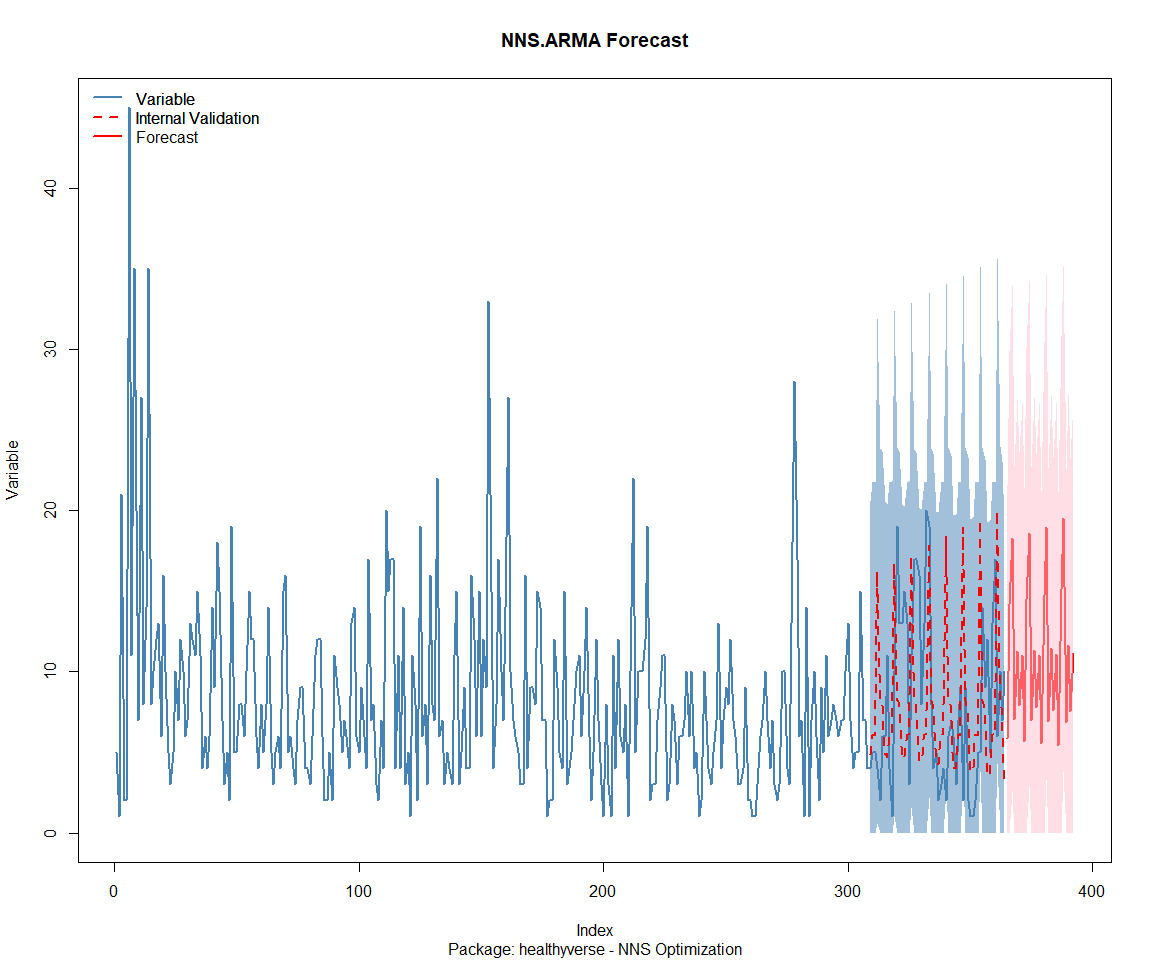 NNS.ARMA Forecast
Variable
Internal Validation
Forecast
Variable
40
30
20
10
0
0
100
200
300
400
Index
Package: healthyverse - NNS Optimization